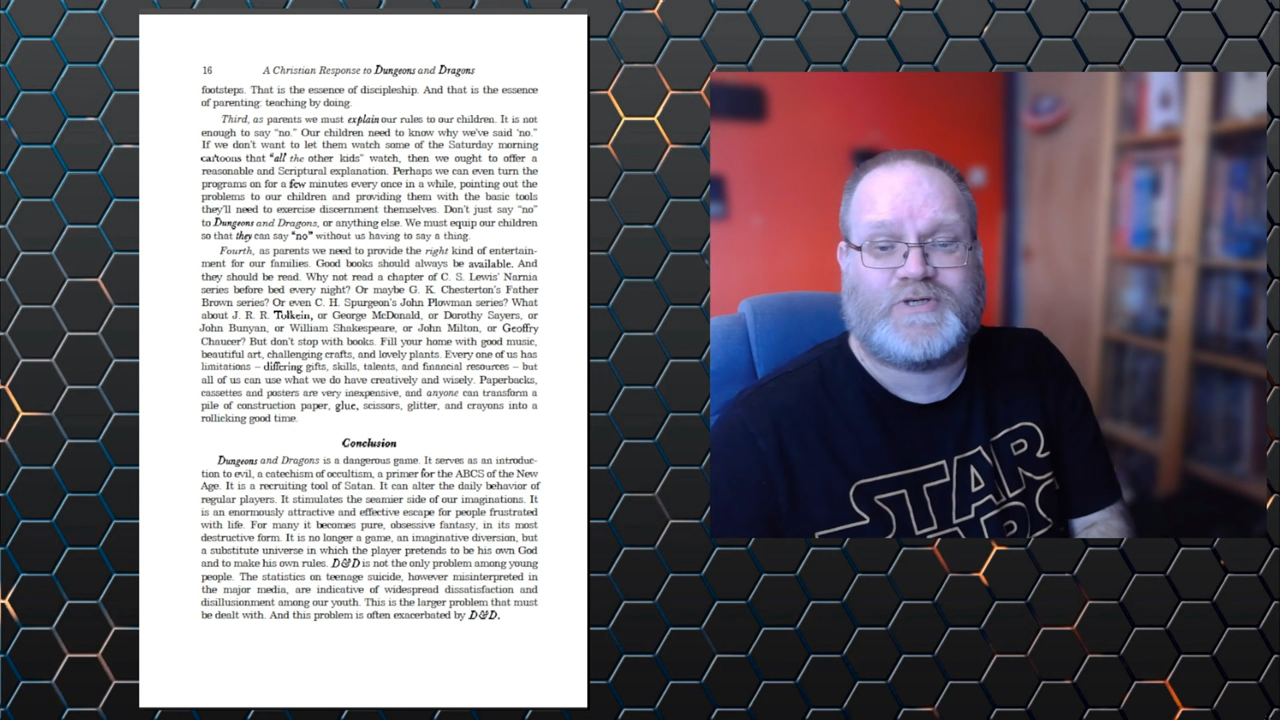 16 A Christian Response to Dungeons and Dragons
footsteps. That is the essence of discipleship. And that is the essence
of parenting: teaching by doing.
Third, as parents we must explain our rules to our children. It is not
enough to say “no.” Our children need to know why we've said ‘no.”
If we don't want to let them watch some of the Saturday morning
cartoons that “all the other kids” watch, then we ought to offer a
reasonable and Scriptural explanation. Perhaps we can even turn the
programs on for a few minutes every once in a while, pointing out the
problems to our children and providing them with the basic tools
they'll need to exercise discernment themselves. Don't just say “no”
to Dungeons and Dragons, or anything else. We must equip our children
so that they can say “no” without us having to say a thing.
Fourth, as parents we need to provide the right kind of entertain-
ment for our families. Good books should always be available. And
they should be read. Why not read a chapter of C. S. Lewis' Narnia
series before bed every night? Or maybe G. K. Chesterton's Father
Brown series? Or even C. H. Spurgeon's John Plowman series? What
about J. R. R. Tolkein, or George McDonald, or Dorothy Sayers, or
John Bunyan, or William Shakespeare, or John Milton, or Geoffry
Chaucer? But don't stop with books. Fill your home with good music,
beautiful art, challenging crafts, and lovely plants. Every one of us has
limitations – differing gifts, skills, talents, and financial resources – but
all of us can use what we do have creatively and wisely. Paperbacks,
cassettes and posters are very inexpensive, and anyone can transform a
pile of construction paper, glue, scissors, glitter, and crayons into a
rollicking good time.
Conclusion
Dungeons and Dragons is a dangerous game. It serves as an introduc-
tion to evil, a catechism of occultism, a primer for the ABCS of the New
Age. It is a recruiting tool of Satan. It can alter the daily behavior of
regular players. It stimulates the seamier side of our imaginations. It
is an enormously attractive and effective escape for people frustrated
with life. For many it becomes pure, obsessive fantasy, in its most
destructive form. It is no longer a game, an imaginative diversion, but
a substitute universe in which the player pretends to be his own God
and to make his own rules. D&D is not the only problem among young
people. The statistics on teenage suicide, however misinterpreted in
the major media, are indicative of widespread dissatisfaction and
disillusionment among our youth. This is the larger problem that must
be dealt with. And this problem is often exacerbated by D&D.
STAR
WARS